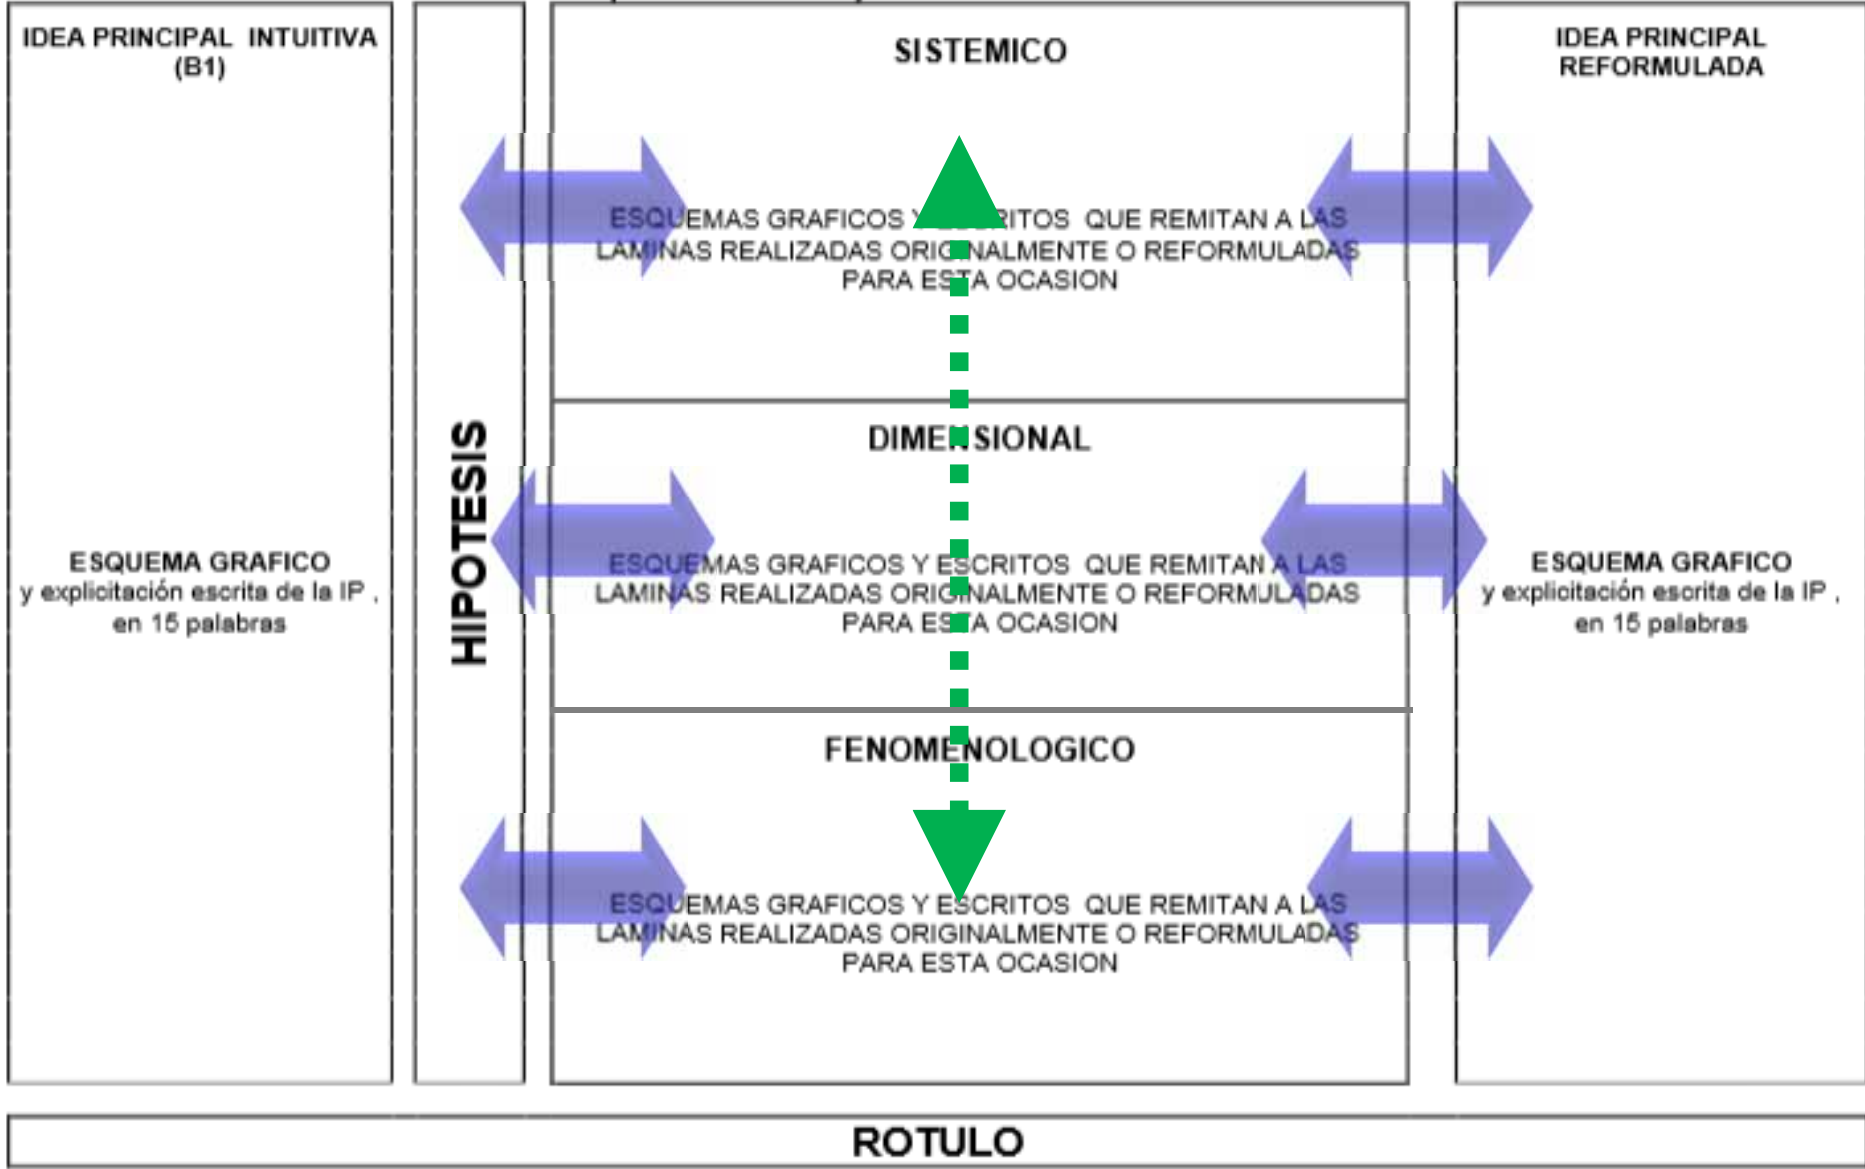 IDEA PRINCIPAL INTUITIVA
(B1)
ESQUEMA GRAFICO
y explicitación escrita de la IP ,
en 15 palabras
HIPOTESIS
SISTEMICO
ESQUEMAS GRAFICOS Y ESCRITOS QUE REMITAN A LAS
LAMINAS REALIZADAS ORIGINALMENTE O REFORMULADAS
PARA ESTA OCASION
DIMENSIONAL
ESQUEMAS GRAFICOS Y ESCRITOS QUE REMITAN A LAS
LAMINAS REALIZADAS ORIGINALMENTE O REFORMULADAS
PARA ESTA OCASION
FENOMENOLOGICO
ESQUEMAS GRAFICOS Y ESCRITOS QUE REMITAN A LAS
LAMINAS REALIZADAS ORIGINALMENTE O REFORMULADAS
PARA ESTA OCASION
IDEA PRINCIPAL
REFORMULADA
ESQUEMA GRAFICO
y explicitación escrita de la IP ,
en 15 palabras
ROTULO